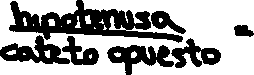 hipotenusa
cateto opuesto =